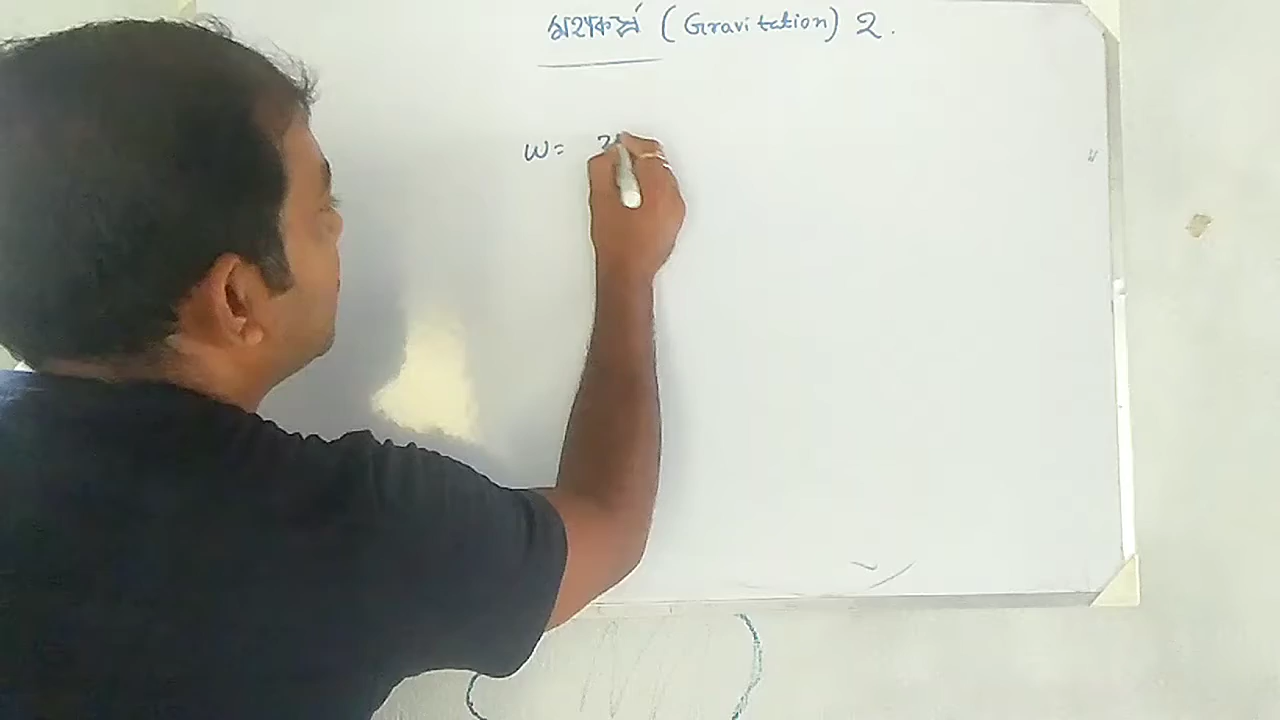 মহাকর্ষ (Gravitation) 2.
W =